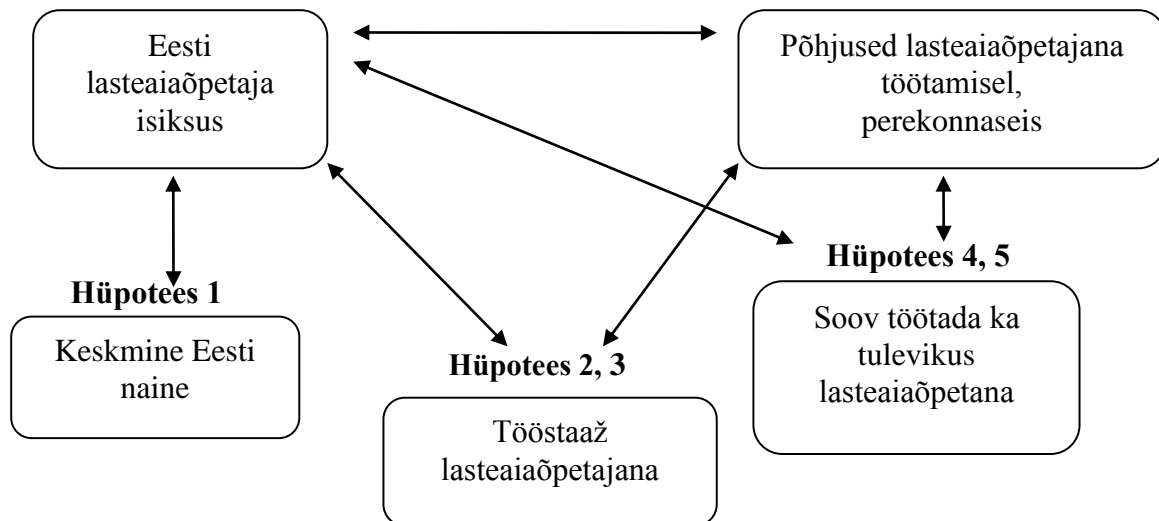 Eesti
lasteaiaõpetaja
isiksus
Põhjused lasteaiaõpetajana
töötamisel,
perekonnaseis
Hüpotees 1
Keskmine Eesti
naine
Hüpotees 2, 3
Tööstaaž
lasteaiaõpetajana
Hüpotees 4, 5
Soov töötada ka
tulevikus
lasteaiaõpetana